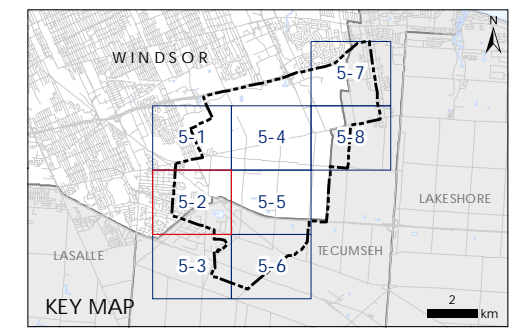 N
WINDSOR
5-7
5-1
5-4
5-8
5-2
5-5
LAKESHORE
LASALLE
TECUMSEH
5-3
5-6
KEY MAP
2
km